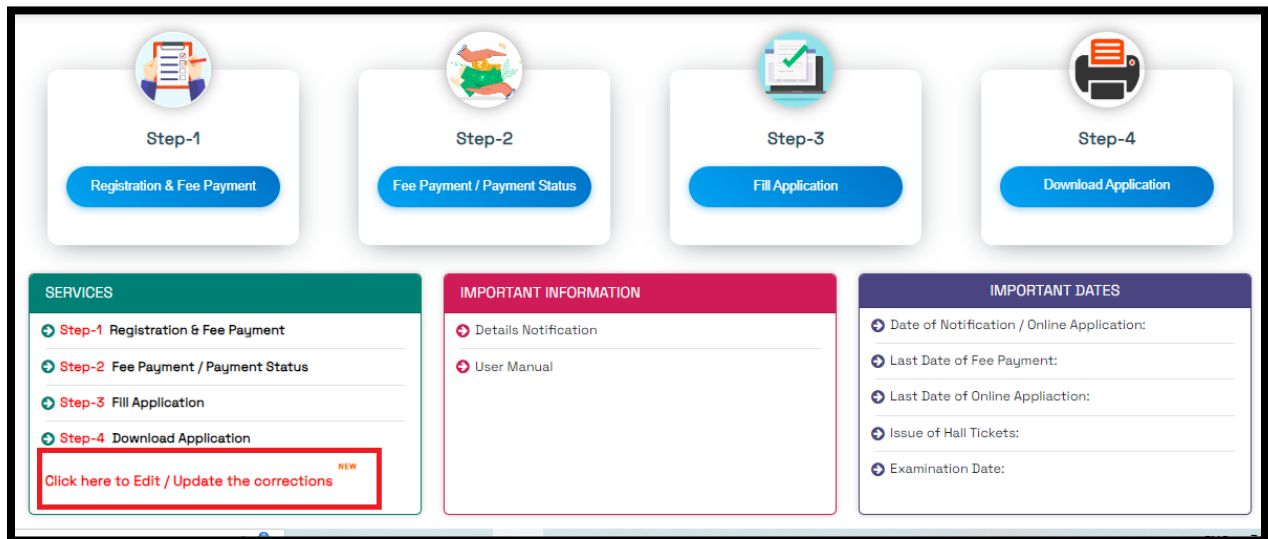 Step-1
Registration & Fee Payment
Step-2
Fee Payment / Payment Status
Step-3
Fill Application
Step-4
Download Application
SERVICES
Step-1 Registration & Fee Payment
Step-2 Fee Payment / Payment Status
Step-3 Fill Application
Step-4 Download Application
Click here to Edit / Update the corrections NEW
IMPORTANT INFORMATION
Details Notification
User Manual
IMPORTANT DATES
Date of Notification / Online Application:
Last Date of Fee Payment:
Last Date of Online Appliaction:
Issue of Hall Tickets:
Examination Date: